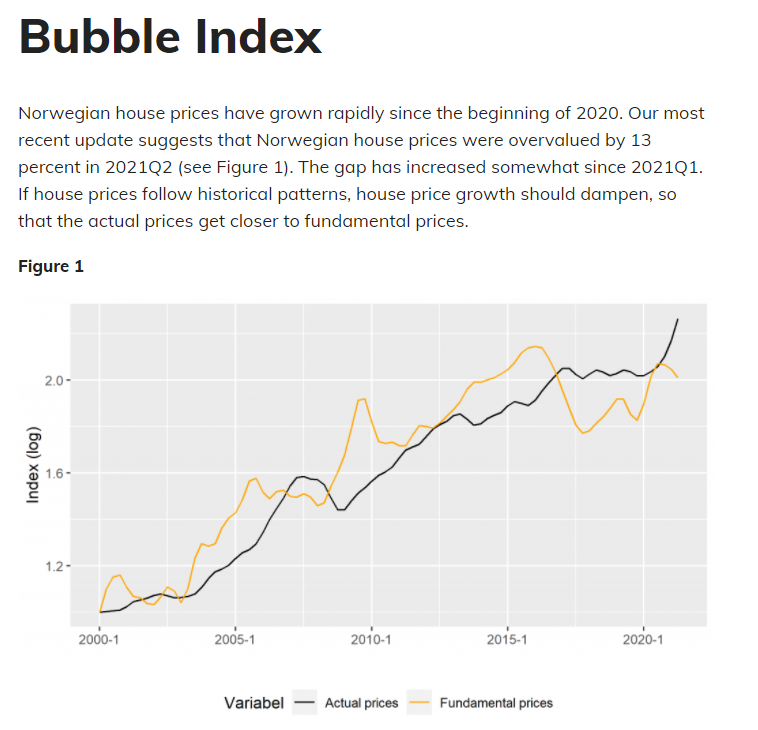 Bubble Index
Norwegian house prices have grown rapidly since the beginning of 2020. Our most
recent update suggests that Norwegian house prices were overvalued by 13
percent in 2021Q2 (see Figure 1). The gap has increased somewhat since 2021Q1.
If house prices follow historical patterns, house price growth should dampen, so
that the actual prices get closer to fundamental prices.
Figure 1
Index (log)
2.0
1.6
1.2
2000-1 2005-1 2010-1 2015-1 2020-1
Variabel Actual prices Fundamental prices